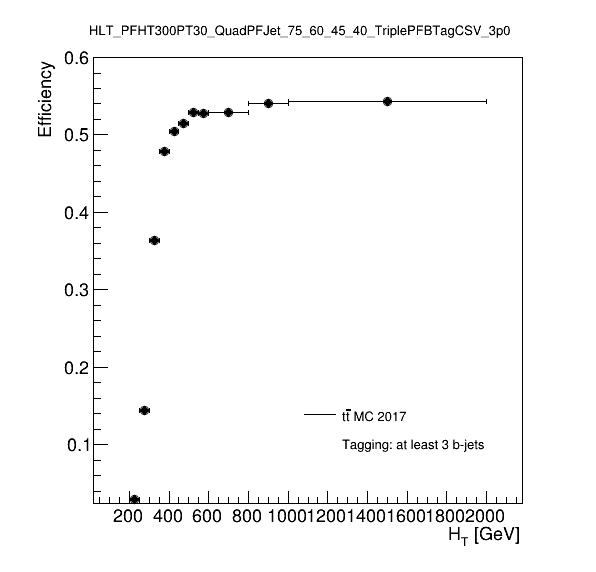 HLT_PFHT300PT30_QuadPFJet_75_60_45_40_TriplePFBTagCSV_3p0
Efficiency
0.6
0.5
0.4
0.3
0.2
0.1
tt̄ MC 2017
Tagging: at least 3 b-jets
200 400 600 800 1000 1200 1400 1600 1800 2000
H_T [GeV]